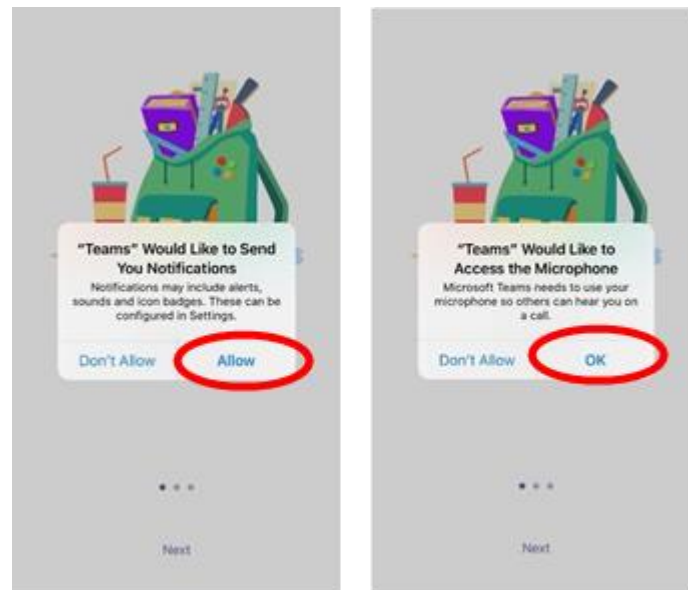 "Teams" Would Like to Send
You Notifications
Notifications may include alerts,
sounds and icon badges. These can be
configured in Settings.
Don't Allow
Allow
Next
"Teams" Would Like to
Access the Microphone
Microsoft Teams needs to use your
microphone so others can hear you on
a call.
Don't Allow
OK
Next